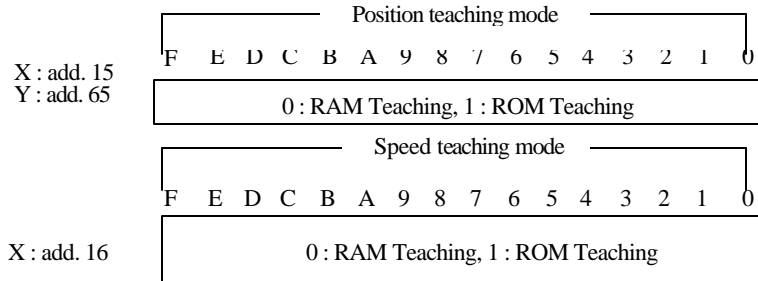 Position teaching mode
F E D C B A 9 8 7 6 5 4 3 2 1 0
X : add. 15
Y : add. 65
0 : RAM Teaching, 1 : ROM Teaching
Speed teaching mode
F E D C B A 9 8 7 6 5 4 3 2 1 0
X : add. 16
0 : RAM Teaching, 1 : ROM Teaching